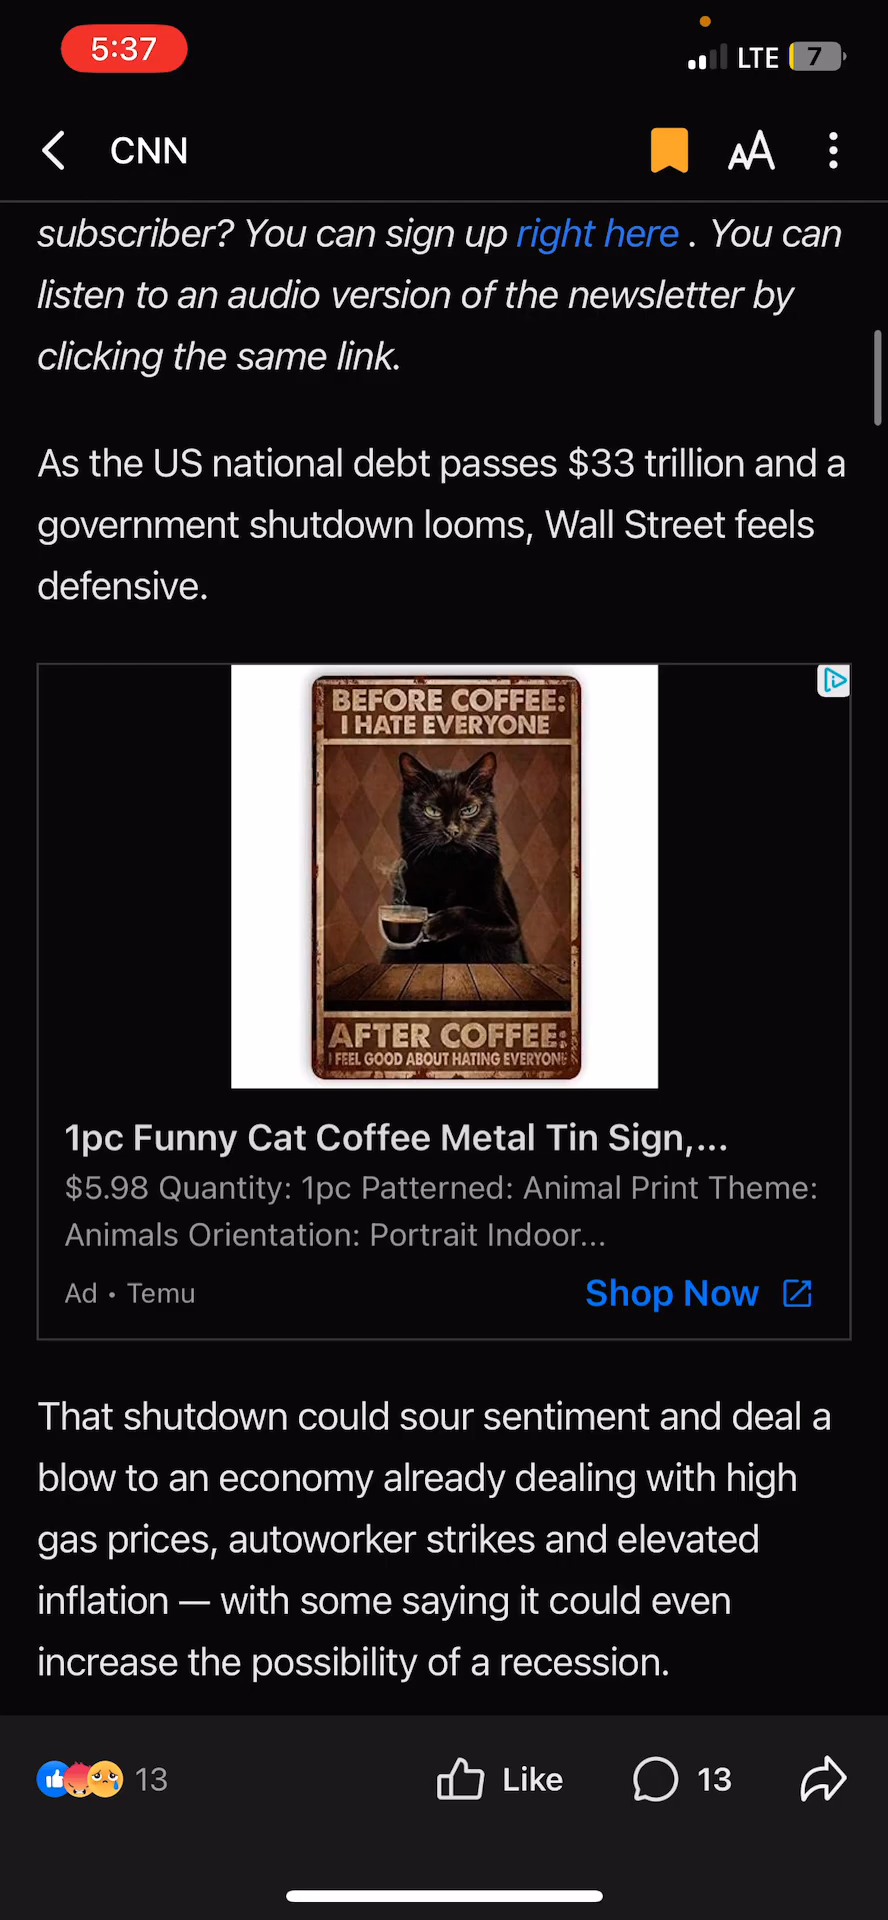 5:37
LTE 7
CNN
AA
subscriber? You can sign up right here . You can
listen to an audio version of the newsletter by
clicking the same link.
As the US national debt passes $33 trillion and a
government shutdown looms, Wall Street feels
defensive.
BEFORE COFFEE:
I HATE EVERYONE
AFTER COFFEE:
I FEEL GOOD ABOUT HATING EVERYONE
1pc Funny Cat Coffee Metal Tin Sign,...
$5.98 Quantity: 1pc Patterned: Animal Print Theme:
Animals Orientation: Portrait Indoor...
Ad • Temu
Shop Now
That shutdown could sour sentiment and deal a
blow to an economy already dealing with high
gas prices, autoworker strikes and elevated
inflation — with some saying it could even
increase the possibility of a recession.
13
Like
13